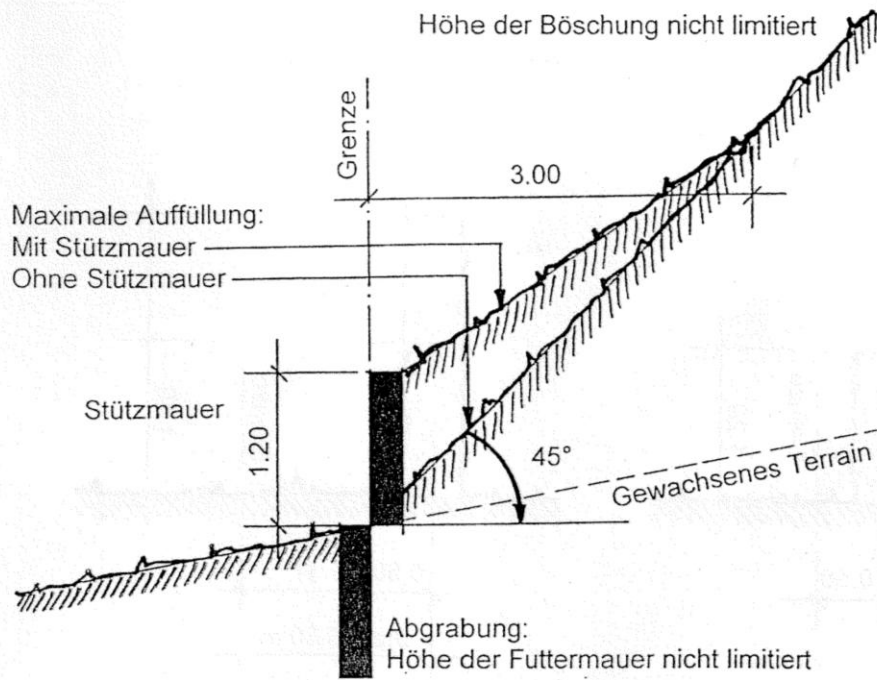 Höhe der Böschung nicht limitiert
Grenze
3.00
Maximale Auffüllung:
Mit Stützmauer
Ohne Stützmauer
Stützmauer
1.20
45°
Gewachsenes Terrain
Abgrabung:
Höhe der Futtermauer nicht limitiert